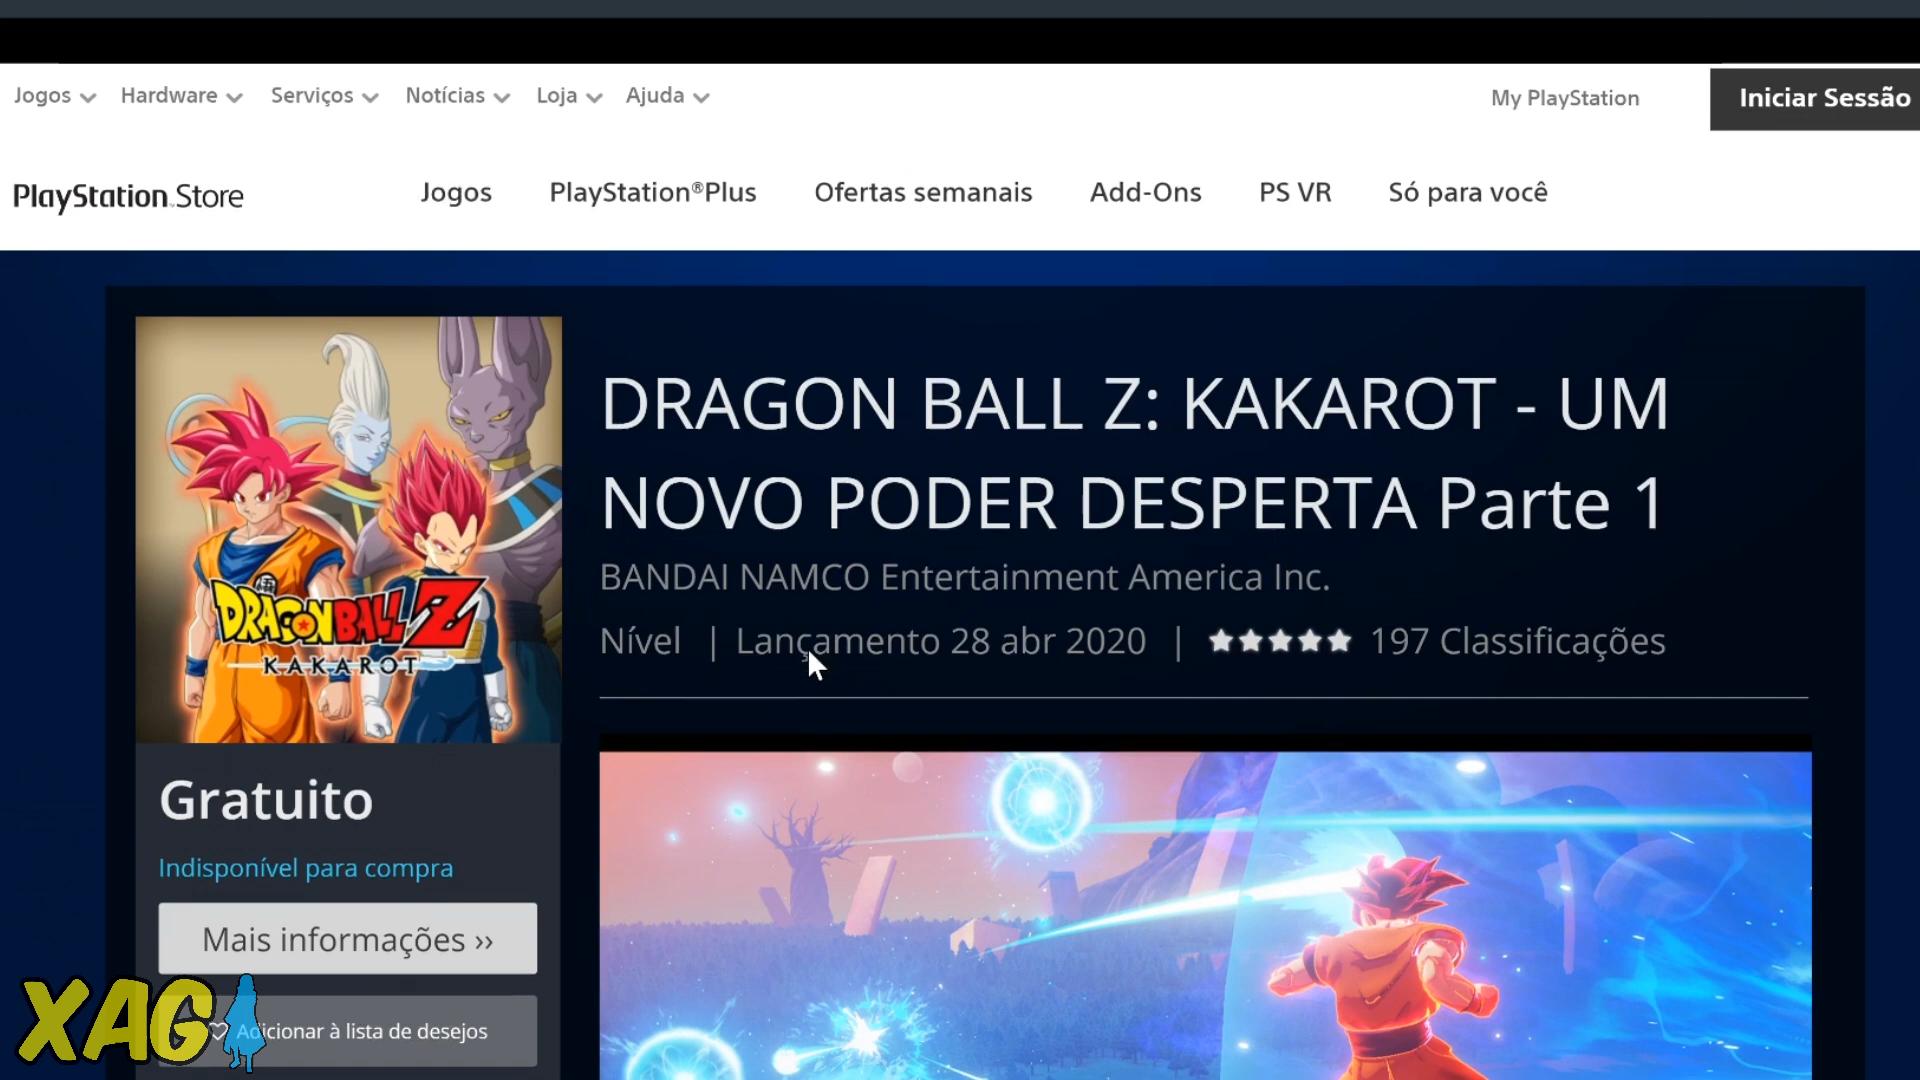 Jogos Hardware Serviços Notícias Loja Ajuda My PlayStation Iniciar Sessão
PlayStation Store Jogos PlayStation®Plus Ofertas semanais Add-Ons PS VR Só para você
DRAGON BALL Z: KAKAROT - UM
NOVO PODER DESPERTA Parte 1
BANDAI NAMCO Entertainment America Inc.
Nível | Lançamento 28 abr 2020 | ★★★★★ 197 Classificações
DRAGON BALL Z
KAKAROT
Gratuito
Indisponível para compra
Mais informações ››
Adicionar à lista de desejos
XAG